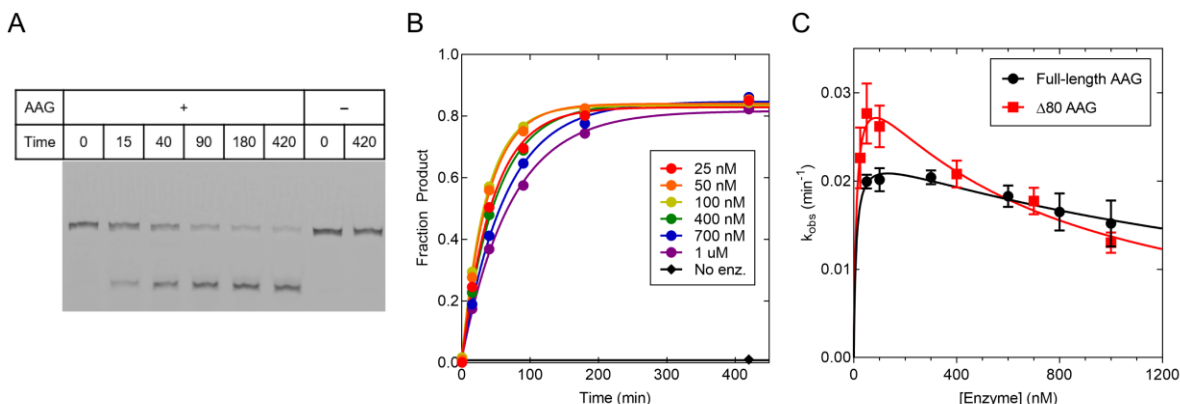 A
AAG + –
Time 0 15 40 90 180 420 0 420
B
Fraction Product
1.0
0.8
0.6
0.4
0.2
0.0
0 100 200 300 400
Time (min)
25 nM
50 nM
100 nM
400 nM
700 nM
1 uM
No enz.
C
k_obs (min⁻¹)
0.03
0.02
0.01
0.00
0 400 800 1200
[Enzyme] (nM)
Full-length AAG
Δ80 AAG